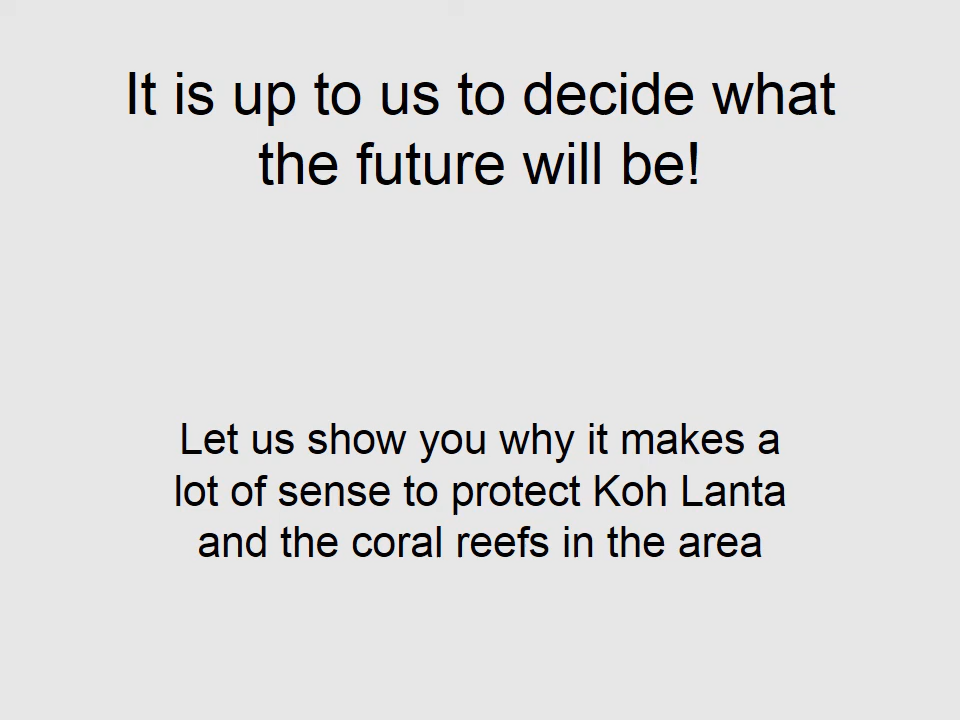 It is up to us to decide what
the future will be!
Let us show you why it makes a
lot of sense to protect Koh Lanta
and the coral reefs in the area